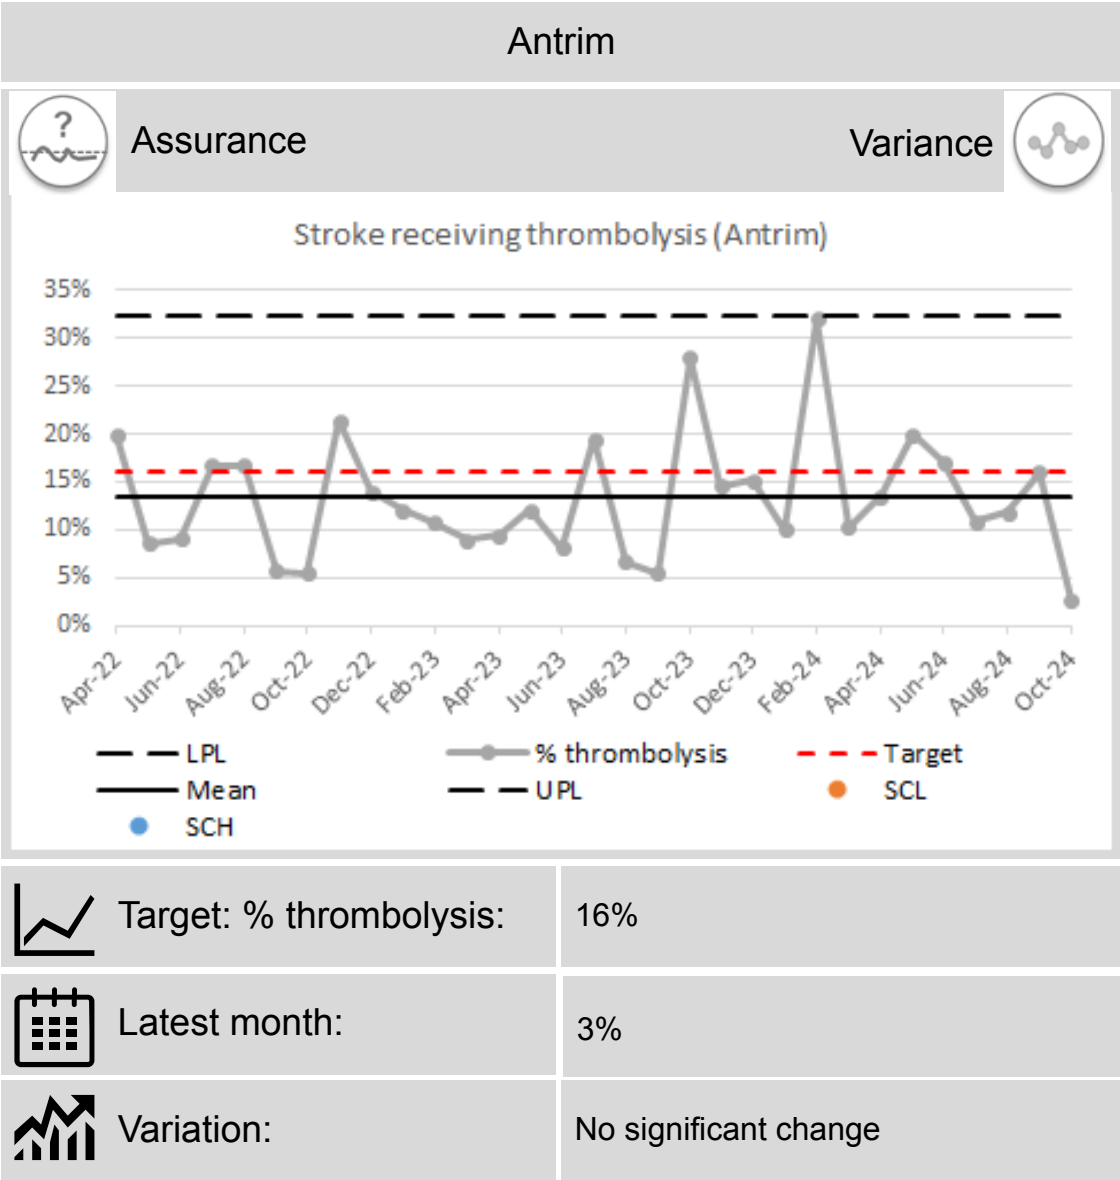 Antrim
?
Assurance
Variance
Stroke receiving thrombolysis (Antrim)
35%
30%
25%
20%
15%
10%
5%
0%
Apr-22
Jun-22
Aug-22
Oct-22
Dec-22
Feb-23
Apr-23
Jun-23
Aug-23
Oct-23
Dec-23
Feb-24
Apr-24
Jun-24
Aug-24
Oct-24
LPL
% thrombolysis
Target
Mean
UPL
SCL
SCH
Target: % thrombolysis:
16%
Latest month:
3%
Variation:
No significant change